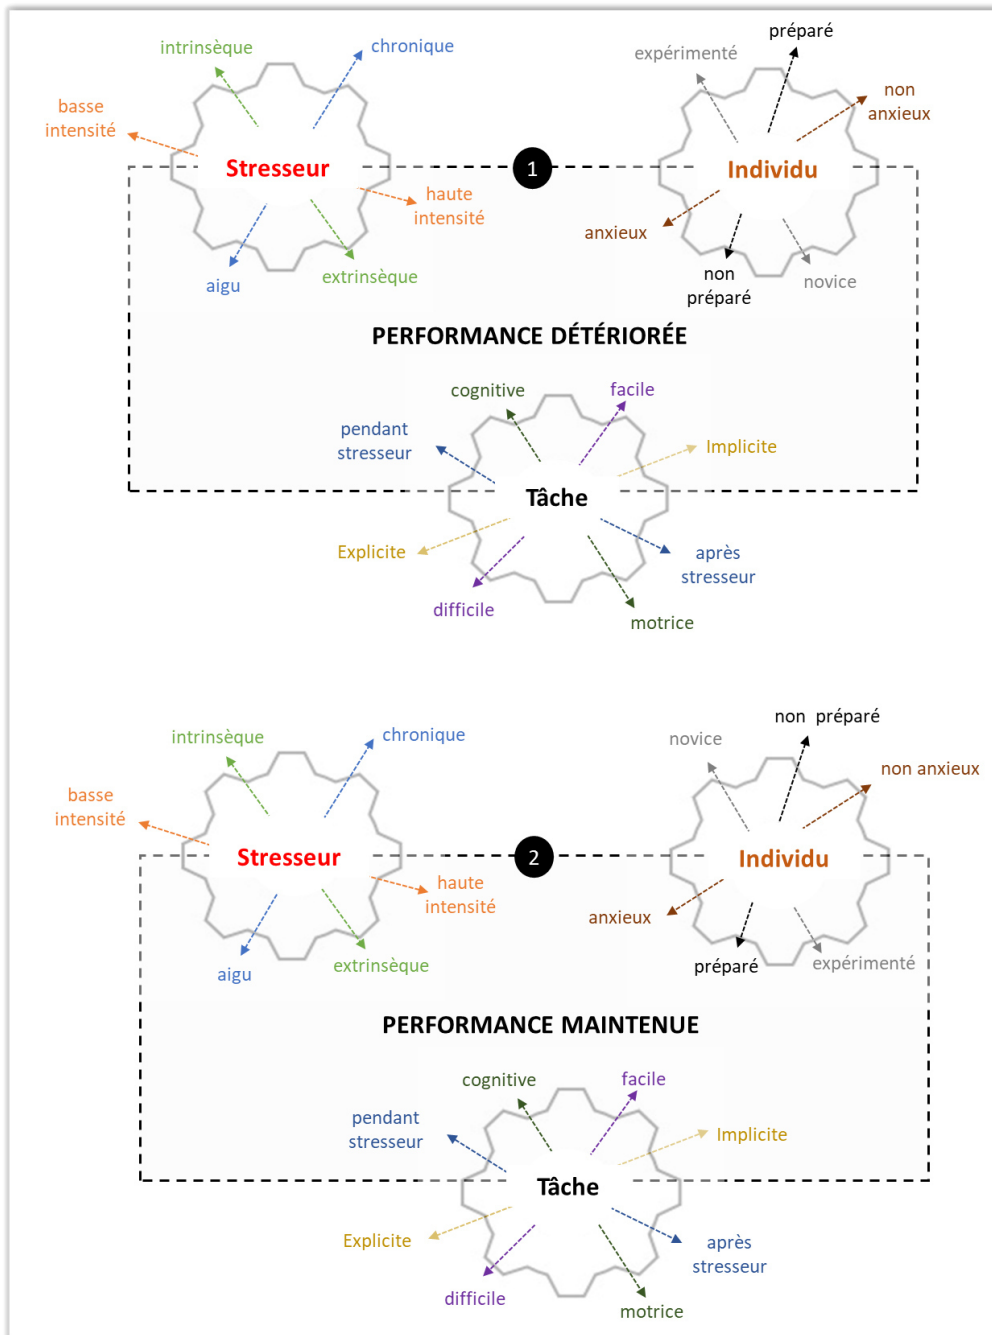 préparé
intrinsèque
chronique
expérimenté
non
anxieux
basse
intensité
Stresseur
1
Individu
haute
intensité
anxieux
aigu
extrinsèque
non
préparé
novice
PERFORMANCE DÉTÉRIORÉE
cognitive
facile
pendant
stresseur
Implicite
Tâche
Explicite
après
stresseur
difficile
motrice
non préparé
intrinsèque
chronique
novice
non anxieux
basse
intensité
Stresseur
2
Individu
haute
intensité
anxieux
aigu
extrinsèque
préparé
expérimenté
PERFORMANCE MAINTENUE
cognitive
facile
pendant
stresseur
Implicite
Tâche
Explicite
après
stresseur
difficile
motrice